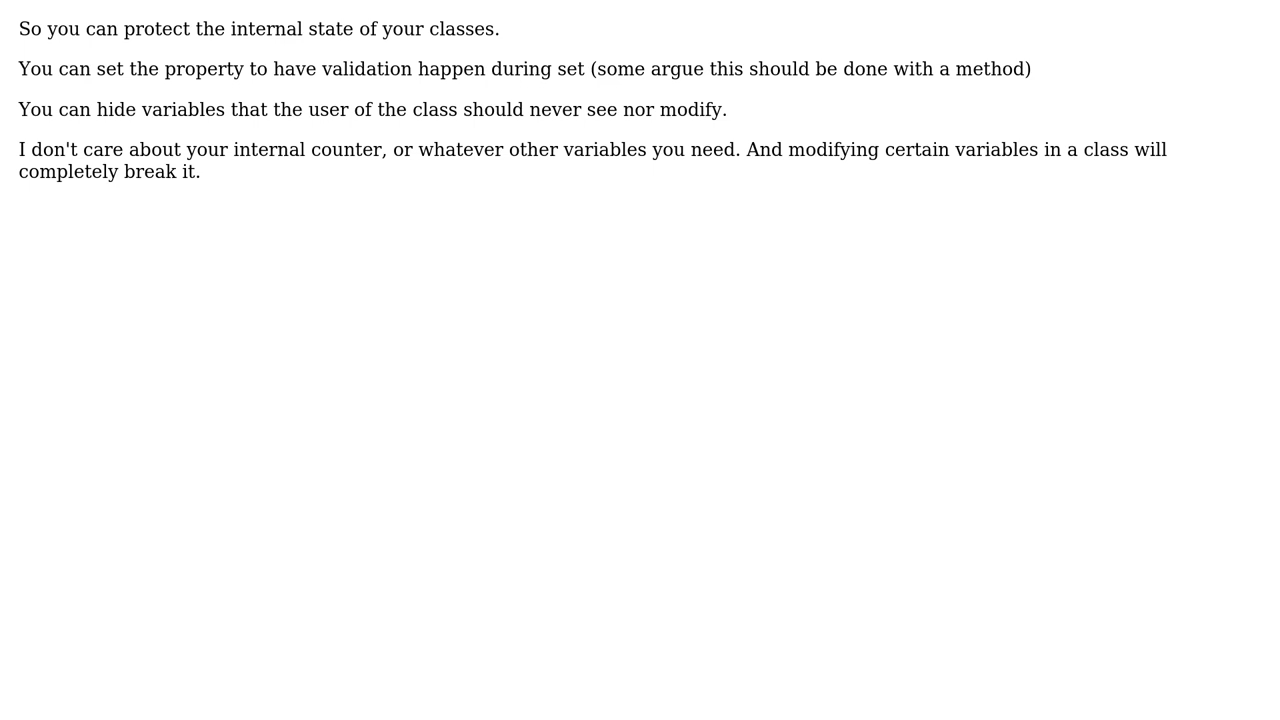 So you can protect the internal state of your classes.
You can set the property to have validation happen during set (some argue this should be done with a method)
You can hide variables that the user of the class should never see nor modify.
I don't care about your internal counter, or whatever other variables you need. And modifying certain variables in a class will
completely break it.